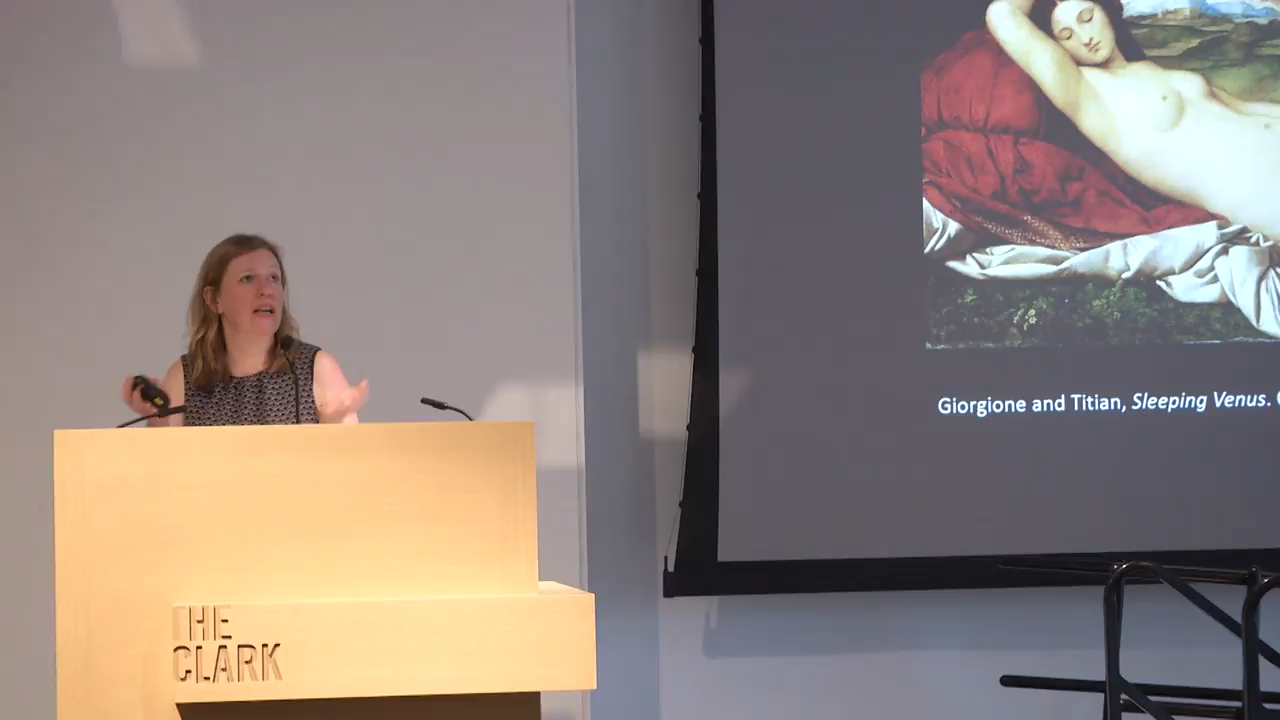 THE
CLARK
Giorgione and Titian, Sleeping Venus.